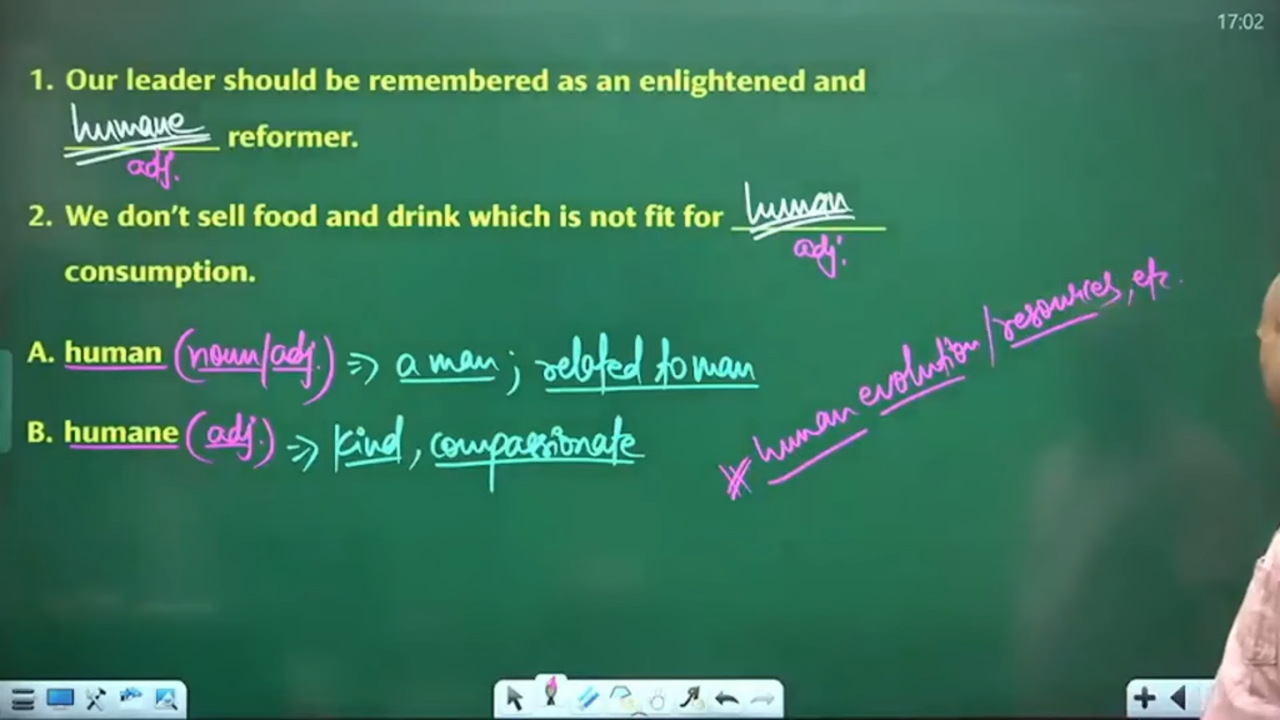 17:02
1. Our leader should be remembered as an enlightened and
humane reformer.
adj.
2. We don't sell food and drink which is not fit for human
adj.
consumption.
A. human (noun/adj.) => a man; related to man
B. humane (adj.) => kind, compassionate
* human evolution/resources, etc.